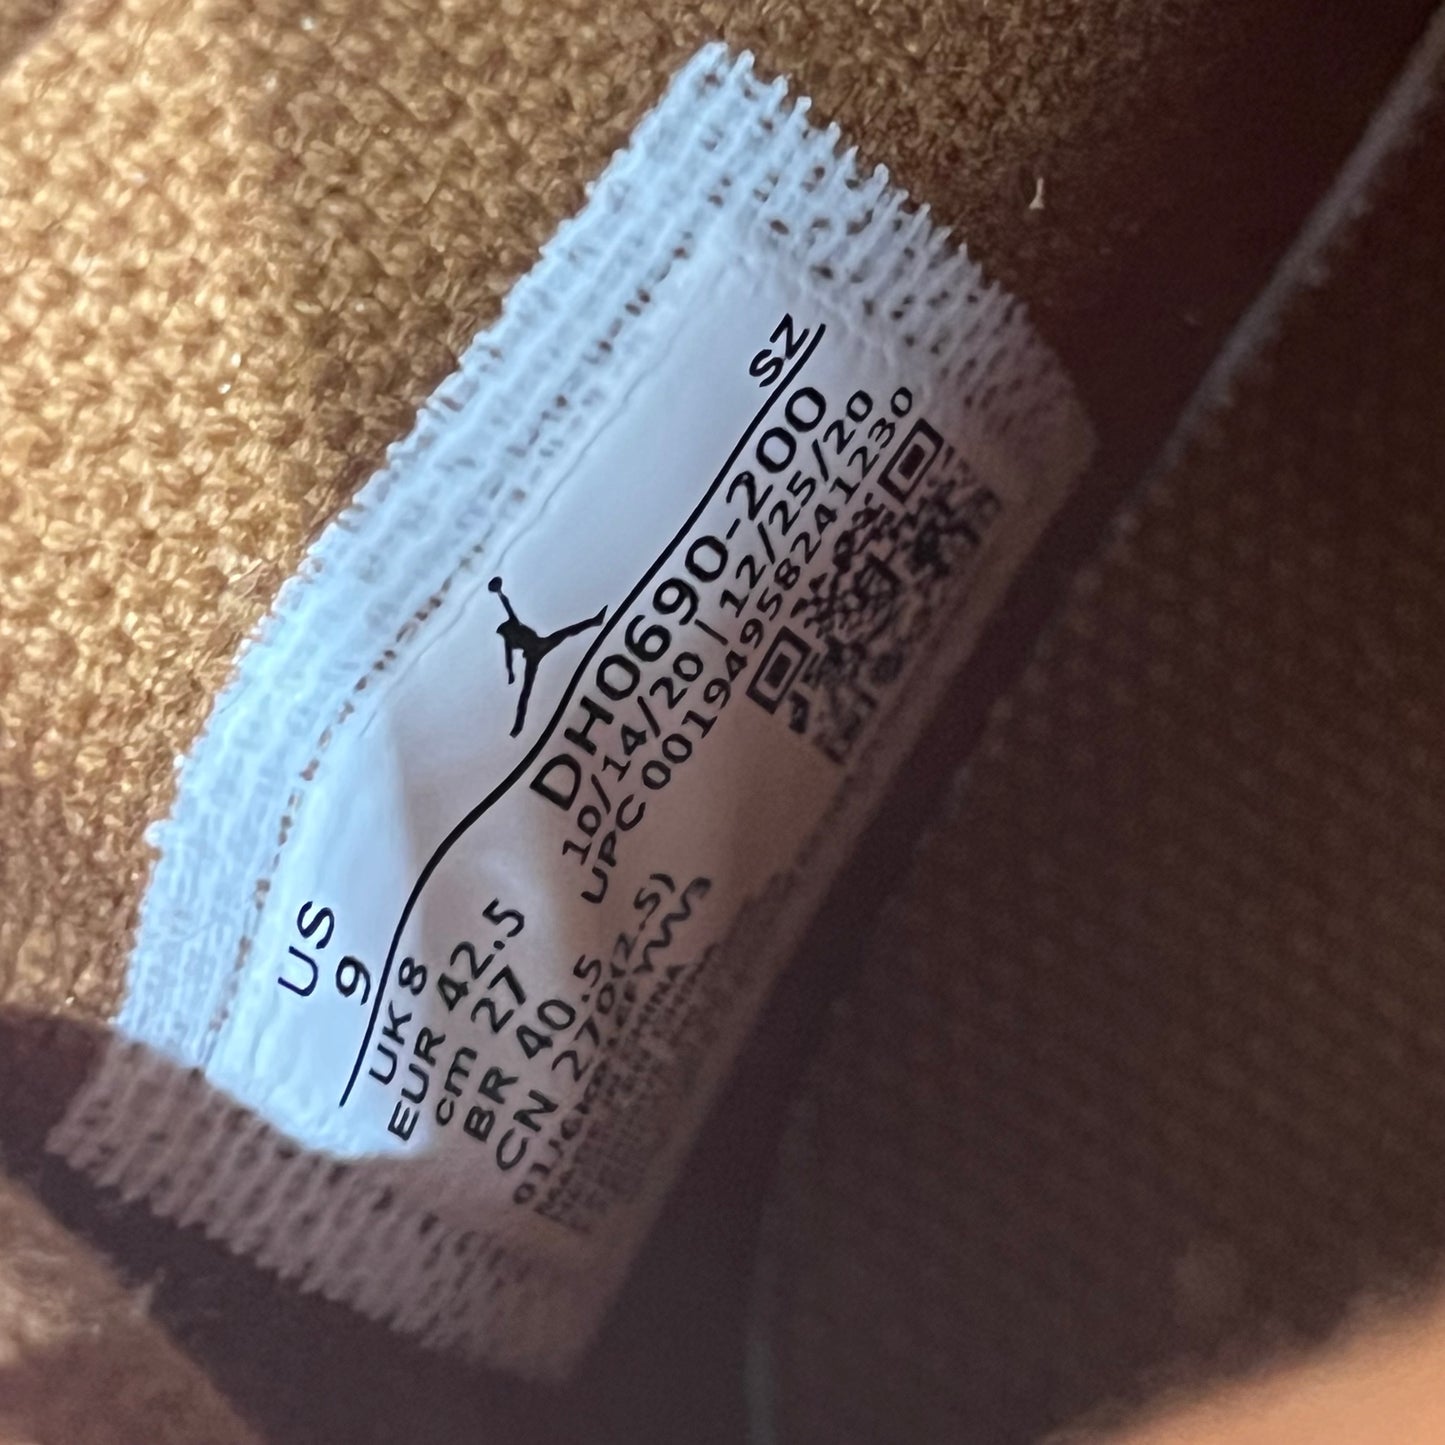 SZ
US
9
DH0690-200
10/14/20 | 12/25/20
UPC 00194958241230
UK 8
EUR 42.5
cm 27
BR 40.5
CN 270(2.5)
CHINA